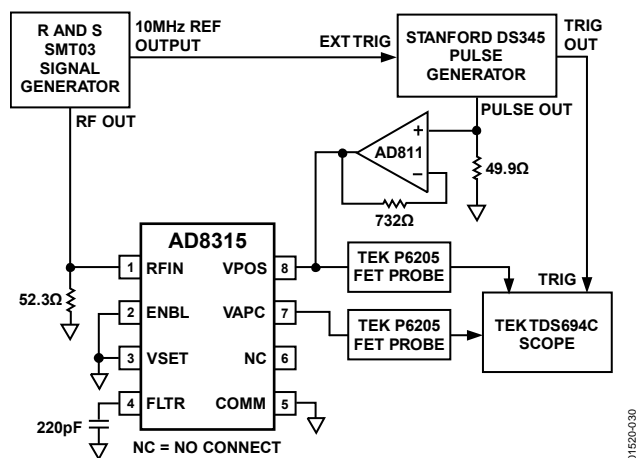 R AND S
SMT03
SIGNAL
GENERATOR
10MHz REF
OUTPUT
EXT TRIG
STANFORD DS345
PULSE
GENERATOR
TRIG
OUT
RF OUT
PULSE OUT
+
AD811
–
49.9Ω
732Ω
AD8315
1 RFIN
VPOS 8
TEK P6205
FET PROBE
TRIG
52.3Ω
2 ENBL
VAPC 7
TEK P6205
FET PROBE
TEK TDS694C
SCOPE
3 VSET
NC 6
4 FLTR
COMM 5
220pF
NC = NO CONNECT
01520-030